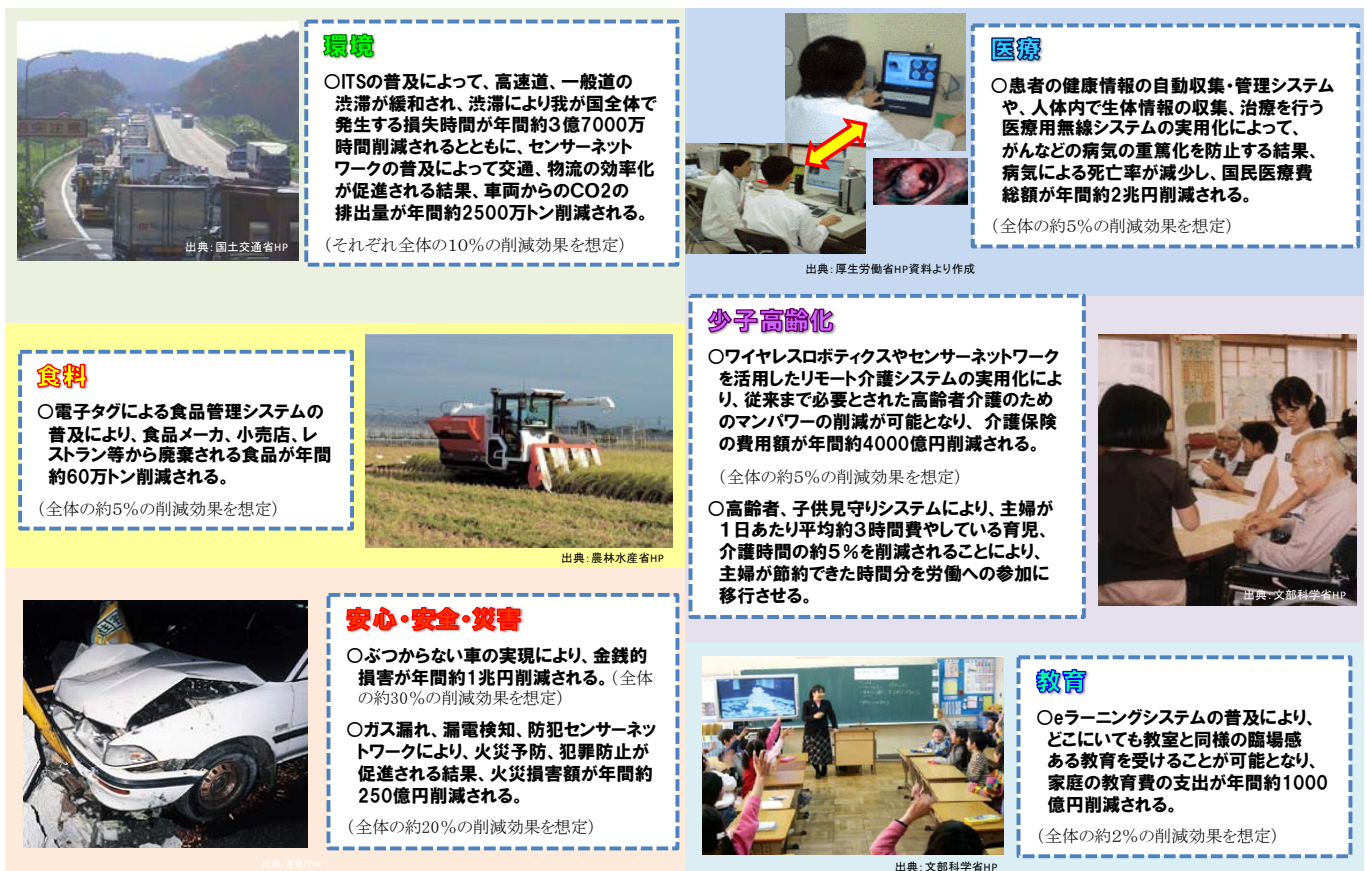 環境
○ITSの普及によって、高速道、一般道の
渋滞が緩和され、渋滞により我が国全体で
発生する損失時間が年間約3億7000万
時間削減されるとともに、センサーネット
ワークの普及によって交通、物流の効率化
が促進される結果、車両からのCO2の
排出量が年間約2500万トン削減される。
(それぞれ全体の10%の削減効果を想定)
出典:国土交通省HP
医療
○患者の健康情報の自動収集・管理システム
や、人体内で生体情報の収集、治療を行う
医療用無線システムの実用化によって、
がんなどの病気の重篤化を防止する結果、
病気による死亡率が減少し、国民医療費
総額が年間約2兆円削減される。
(全体の約5%の削減効果を想定)
出典:厚生労働省HP資料より作成
食料
○電子タグによる食品管理システムの
普及により、食品メーカ、小売店、レ
ストラン等から廃棄される食品が年間
約60万トン削減される。
(全体の約5%の削減効果を想定)
出典:農林水産省HP
少子高齢化
○ワイヤレスロボティクスやセンサーネットワーク
を活用したリモート介護システムの実用化によ
り、従来まで必要とされた高齢者介護のため
のマンパワーの削減が可能となり、 介護保険
の費用額が年間約4000億円削減される。
(全体の約5%の削減効果を想定)
○高齢者、子供見守りシステムにより、主婦が
1日あたり平均約3時間費やしている育児、
介護時間の約5%を削減されることにより、
主婦が節約できた時間分を労働への参加に
移行させる。
出典:文部科学省HP
安心・安全・災害
○ぶつからない車の実現により、金銭的
損害が年間約1兆円削減される。(全体
の約30%の削減効果を想定)
○ガス漏れ、漏電検知、防犯センサーネッ
トワークにより、火災予防、犯罪防止が
促進される結果、火災損害額が年間約
250億円削減される。
(全体の約20%の削減効果を想定)
教育
○eラーニングシステムの普及により、
どこにいても教室と同様の臨場感
ある教育を受けることが可能となり、
家庭の教育費の支出が年間約1000
億円削減される。
(全体の約2%の削減効果を想定)
出典:文部科学省HP